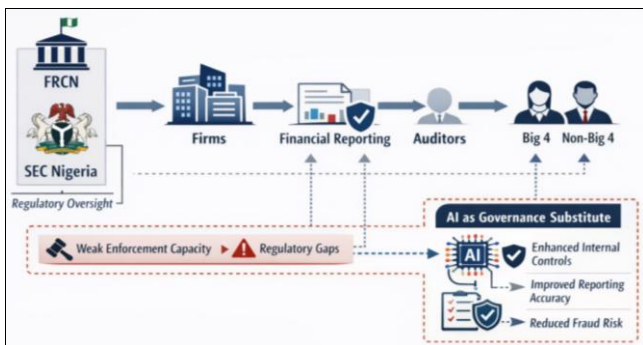 FRCN
SEC Nigeria
Regulatory Oversight
Firms
Financial Reporting
Auditors
Big 4
Non-Big 4
Weak Enforcement Capacity
Regulatory Gaps
AI as Governance Substitute
AI
Enhanced Internal
Controls
Improved Reporting
Accuracy
Reduced Fraud Risk